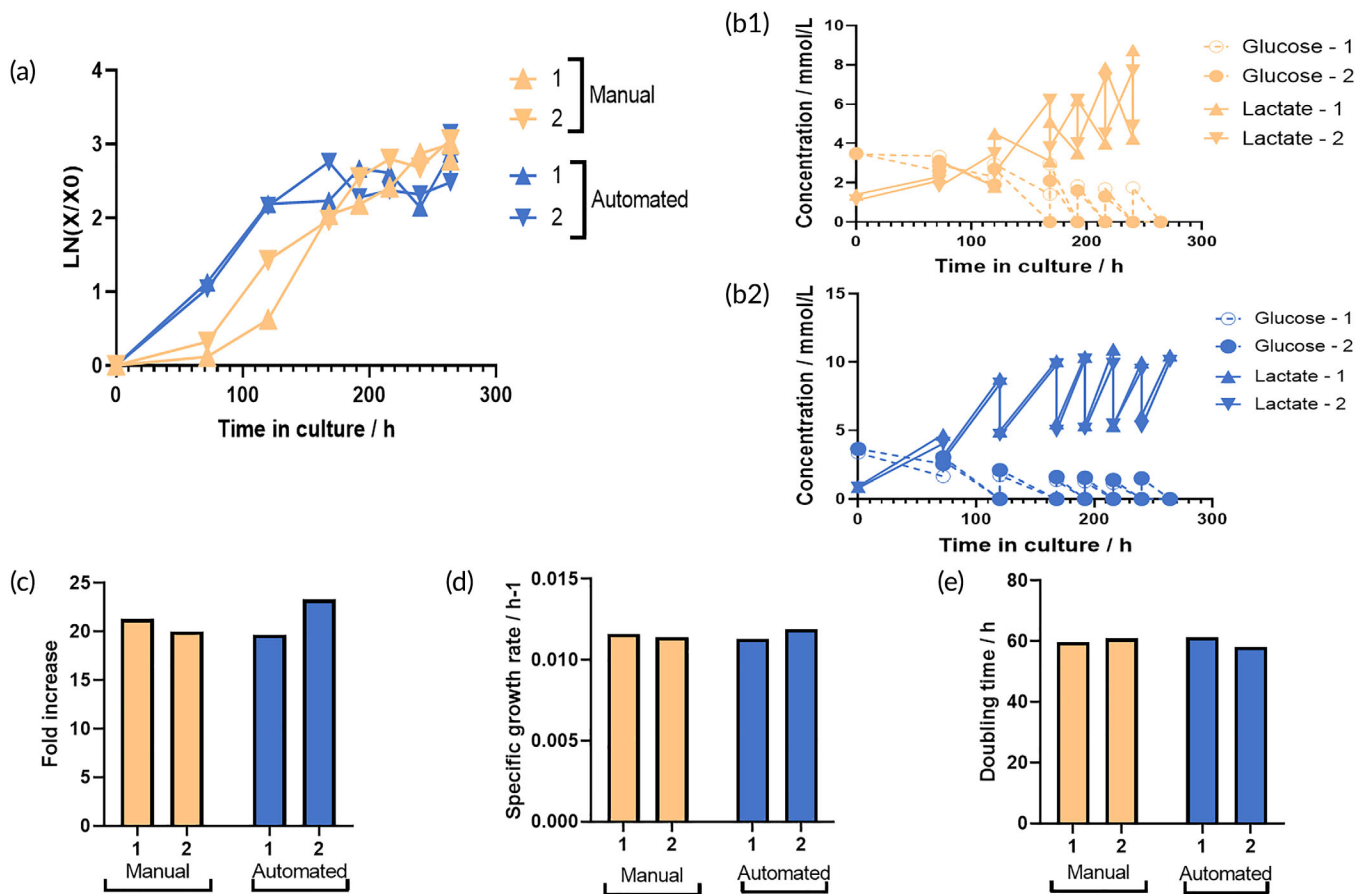 (a)
4
3
2
1
0
LN(X/X0)
0 100 200 300
Time in culture / h
1
2
Manual
1
2
Automated
(b1)
10
8
6
4
2
0
Concentration / mmol/L
0 100 200 300
Time in culture / h
Glucose - 1
Glucose - 2
Lactate - 1
Lactate - 2
(b2)
15
10
5
0
Concentration / mmol/L
0 100 200 300
Time in culture / h
Glucose - 1
Glucose - 2
Lactate - 1
Lactate - 2
(c)
25
20
15
10
5
0
Fold increase
1 2 1 2
Manual Automated
(d)
0.015
0.010
0.005
0.000
Specific growth rate / h-1
1 2 1 2
Manual Automated
(e)
80
60
40
20
0
Doubling time / h
1 2 1 2
Manual Automated